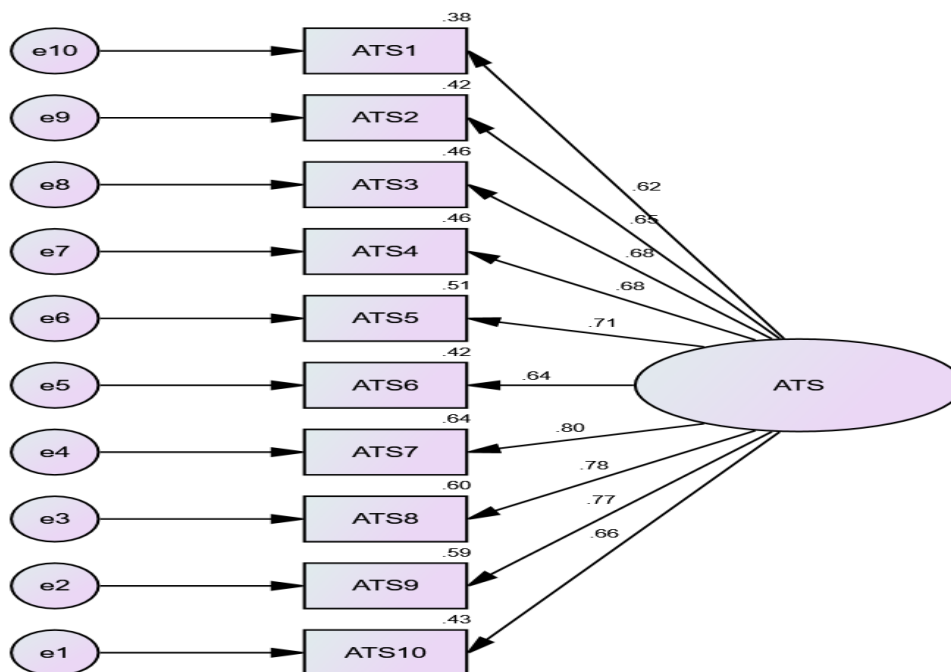 .38
e10 ATS1
.42
e9 ATS2
.46
e8 ATS3 .62
.46 .65
e7 ATS4 .68
.51 .68
e6 ATS5 .71
.42
e5 ATS6 .64 ATS
.64
e4 ATS7 .80
.60 .78
e3 ATS8 .77
.59 .66
e2 ATS9
.43
e1 ATS10